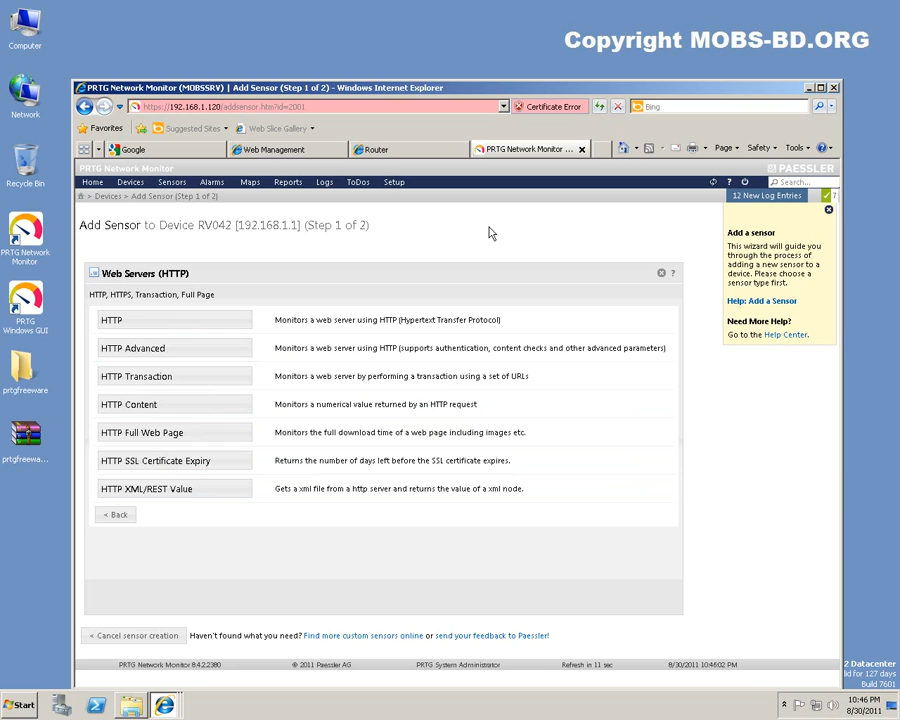 Copyright MOBS-BD.ORG
Computer
Network
Recycle Bin
PRTG Network
Monitor
PRTG
Windows GUI
prtgfreeware
prtgfreewa...
PRTG Network Monitor (MOBSSRV) | Add Sensor (Step 1 of 2) - Windows Internet Explorer
https://192.168.1.120/addsensor.htm?id=2001
Certificate Error
Bing
Favorites
Suggested Sites
Web Slice Gallery
Google
Web Management
Router
PRTG Network Monitor ...
Page
Safety
Tools
PRTG Network Monitor
PAESSLER
Home Devices Sensors Alarms Maps Reports Logs ToDos Setup
?
Search...
> Devices > Add Sensor (Step 1 of 2)
12 New Log Entries
?
Add Sensor to Device RV042 [192.168.1.1] (Step 1 of 2)
Add a sensor
This wizard will guide you
through the process of
adding a new sensor to a
device. Please choose a
sensor type first.
Help: Add a Sensor
Need More Help?
Go to the Help Center.
Web Servers (HTTP)
?
HTTP, HTTPS, Transaction, Full Page
HTTP Monitors a web server using HTTP (Hypertext Transfer Protocol)
HTTP Advanced Monitors a web server using HTTP (supports authentication, content checks and other advanced parameters)
HTTP Transaction Monitors a web server by performing a transaction using a set of URLs
HTTP Content Monitors a numerical value returned by an HTTP request
HTTP Full Web Page Monitors the full download time of a web page including images etc.
HTTP SSL Certificate Expiry Returns the number of days left before the SSL certificate expires.
HTTP XML/REST Value Gets a xml file from a http server and returns the value of a xml node.
< Back
< Cancel sensor creation Haven't found what you need? Find more custom sensors online or send your feedback to Paessler!
PRTG Network Monitor 8.4.2.2380 © 2011 Paessler AG PRTG System Administrator Refresh in 11 sec 8/30/2011 10:46:02 PM
2 Datacenter
lid for 127 days
Build 7601
Start
10:46 PM
8/30/2011